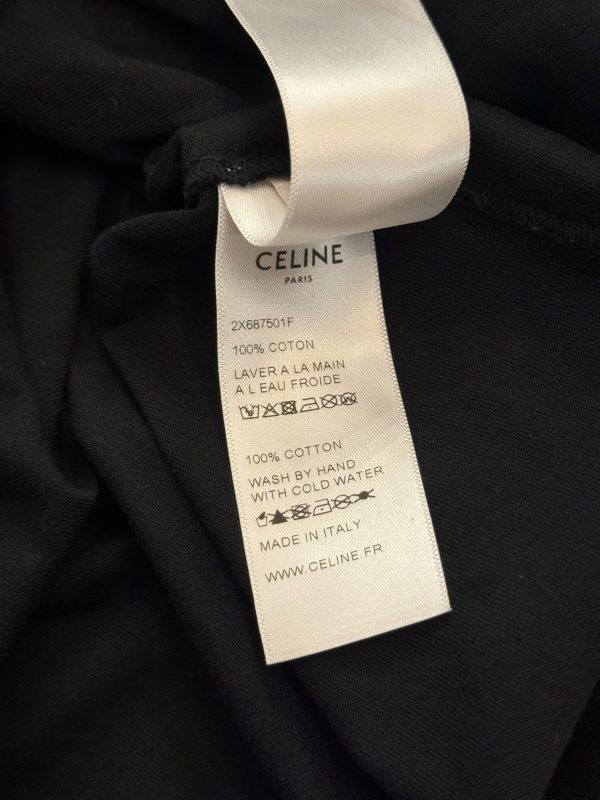 CELINE
PARIS
2X687501F
100% COTON
LAVER A LA MAIN
A L EAU FROIDE
100% COTTON
WASH BY HAND
WITH COLD WATER
MADE IN ITALY
WWW.CELINE.FR